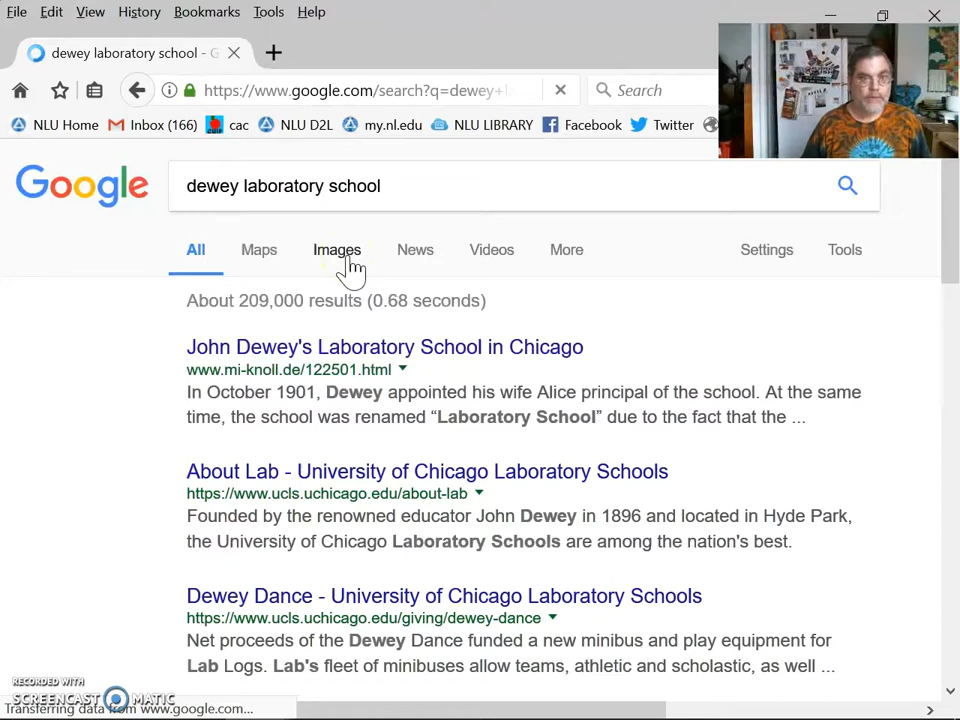 File Edit View History Bookmarks Tools Help
dewey laboratory school - G
https://www.google.com/search?q=dewey+la
Search
NLU Home Inbox (166) cac NLU D2L my.nl.edu NLU LIBRARY Facebook Twitter
Google
dewey laboratory school
All Maps Images News Videos More Settings Tools
About 209,000 results (0.68 seconds)
John Dewey's Laboratory School in Chicago
www.mi-knoll.de/122501.html
In October 1901, Dewey appointed his wife Alice principal of the school. At the same
time, the school was renamed “Laboratory School” due to the fact that the ...
About Lab - University of Chicago Laboratory Schools
https://www.ucls.uchicago.edu/about-lab
Founded by the renowned educator John Dewey in 1896 and located in Hyde Park,
the University of Chicago Laboratory Schools are among the nation's best.
Dewey Dance - University of Chicago Laboratory Schools
https://www.ucls.uchicago.edu/giving/dewey-dance
Net proceeds of the Dewey Dance funded a new minibus and play equipment for
Lab Logs. Lab's fleet of minibuses allow teams, athletic and scholastic, as well ...
RECORDED WITH
SCREENCAST MATIC
Transferring data from www.google.com...